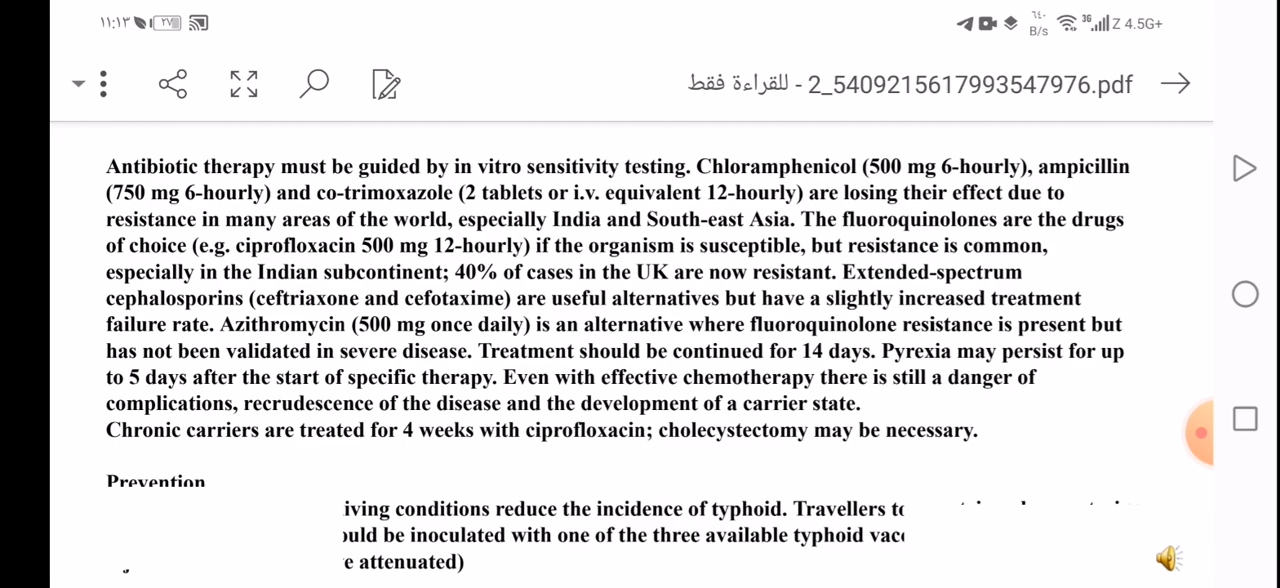 ١١:١٣ ٢٧ ٦٤٠ B/s 3G Z 4.5G+
2_5409215617993547976.pdf - للقراءة فقط
Antibiotic therapy must be guided by in vitro sensitivity testing. Chloramphenicol (500 mg 6-hourly), ampicillin
(750 mg 6-hourly) and co-trimoxazole (2 tablets or i.v. equivalent 12-hourly) are losing their effect due to
resistance in many areas of the world, especially India and South-east Asia. The fluoroquinolones are the drugs
of choice (e.g. ciprofloxacin 500 mg 12-hourly) if the organism is susceptible, but resistance is common,
especially in the Indian subcontinent; 40% of cases in the UK are now resistant. Extended-spectrum
cephalosporins (ceftriaxone and cefotaxime) are useful alternatives but have a slightly increased treatment
failure rate. Azithromycin (500 mg once daily) is an alternative where fluoroquinolone resistance is present but
has not been validated in severe disease. Treatment should be continued for 14 days. Pyrexia may persist for up
to 5 days after the start of specific therapy. Even with effective chemotherapy there is still a danger of
complications, recrudescence of the disease and the development of a carrier state.
Chronic carriers are treated for 4 weeks with ciprofloxacin; cholecystectomy may be necessary.
Prevention
iving conditions reduce the incidence of typhoid. Travellers
be inoculated with one of the three available typhoid
attenuated)